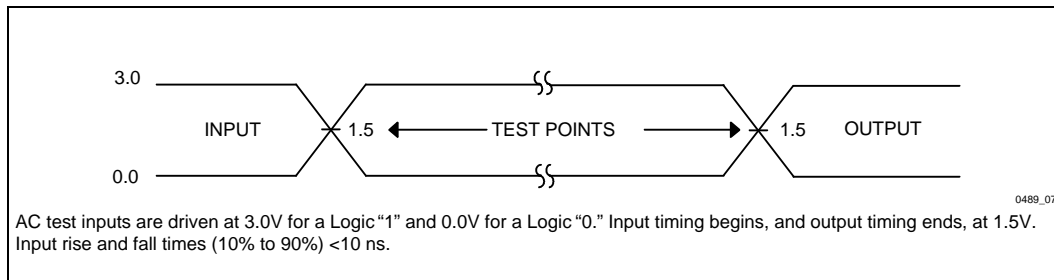 3.0
INPUT 1.5 TEST POINTS 1.5 OUTPUT
0.0
0489_07
AC test inputs are driven at 3.0V for a Logic “1” and 0.0V for a Logic “0.” Input timing begins, and output timing ends, at 1.5V.
Input rise and fall times (10% to 90%) <10 ns.